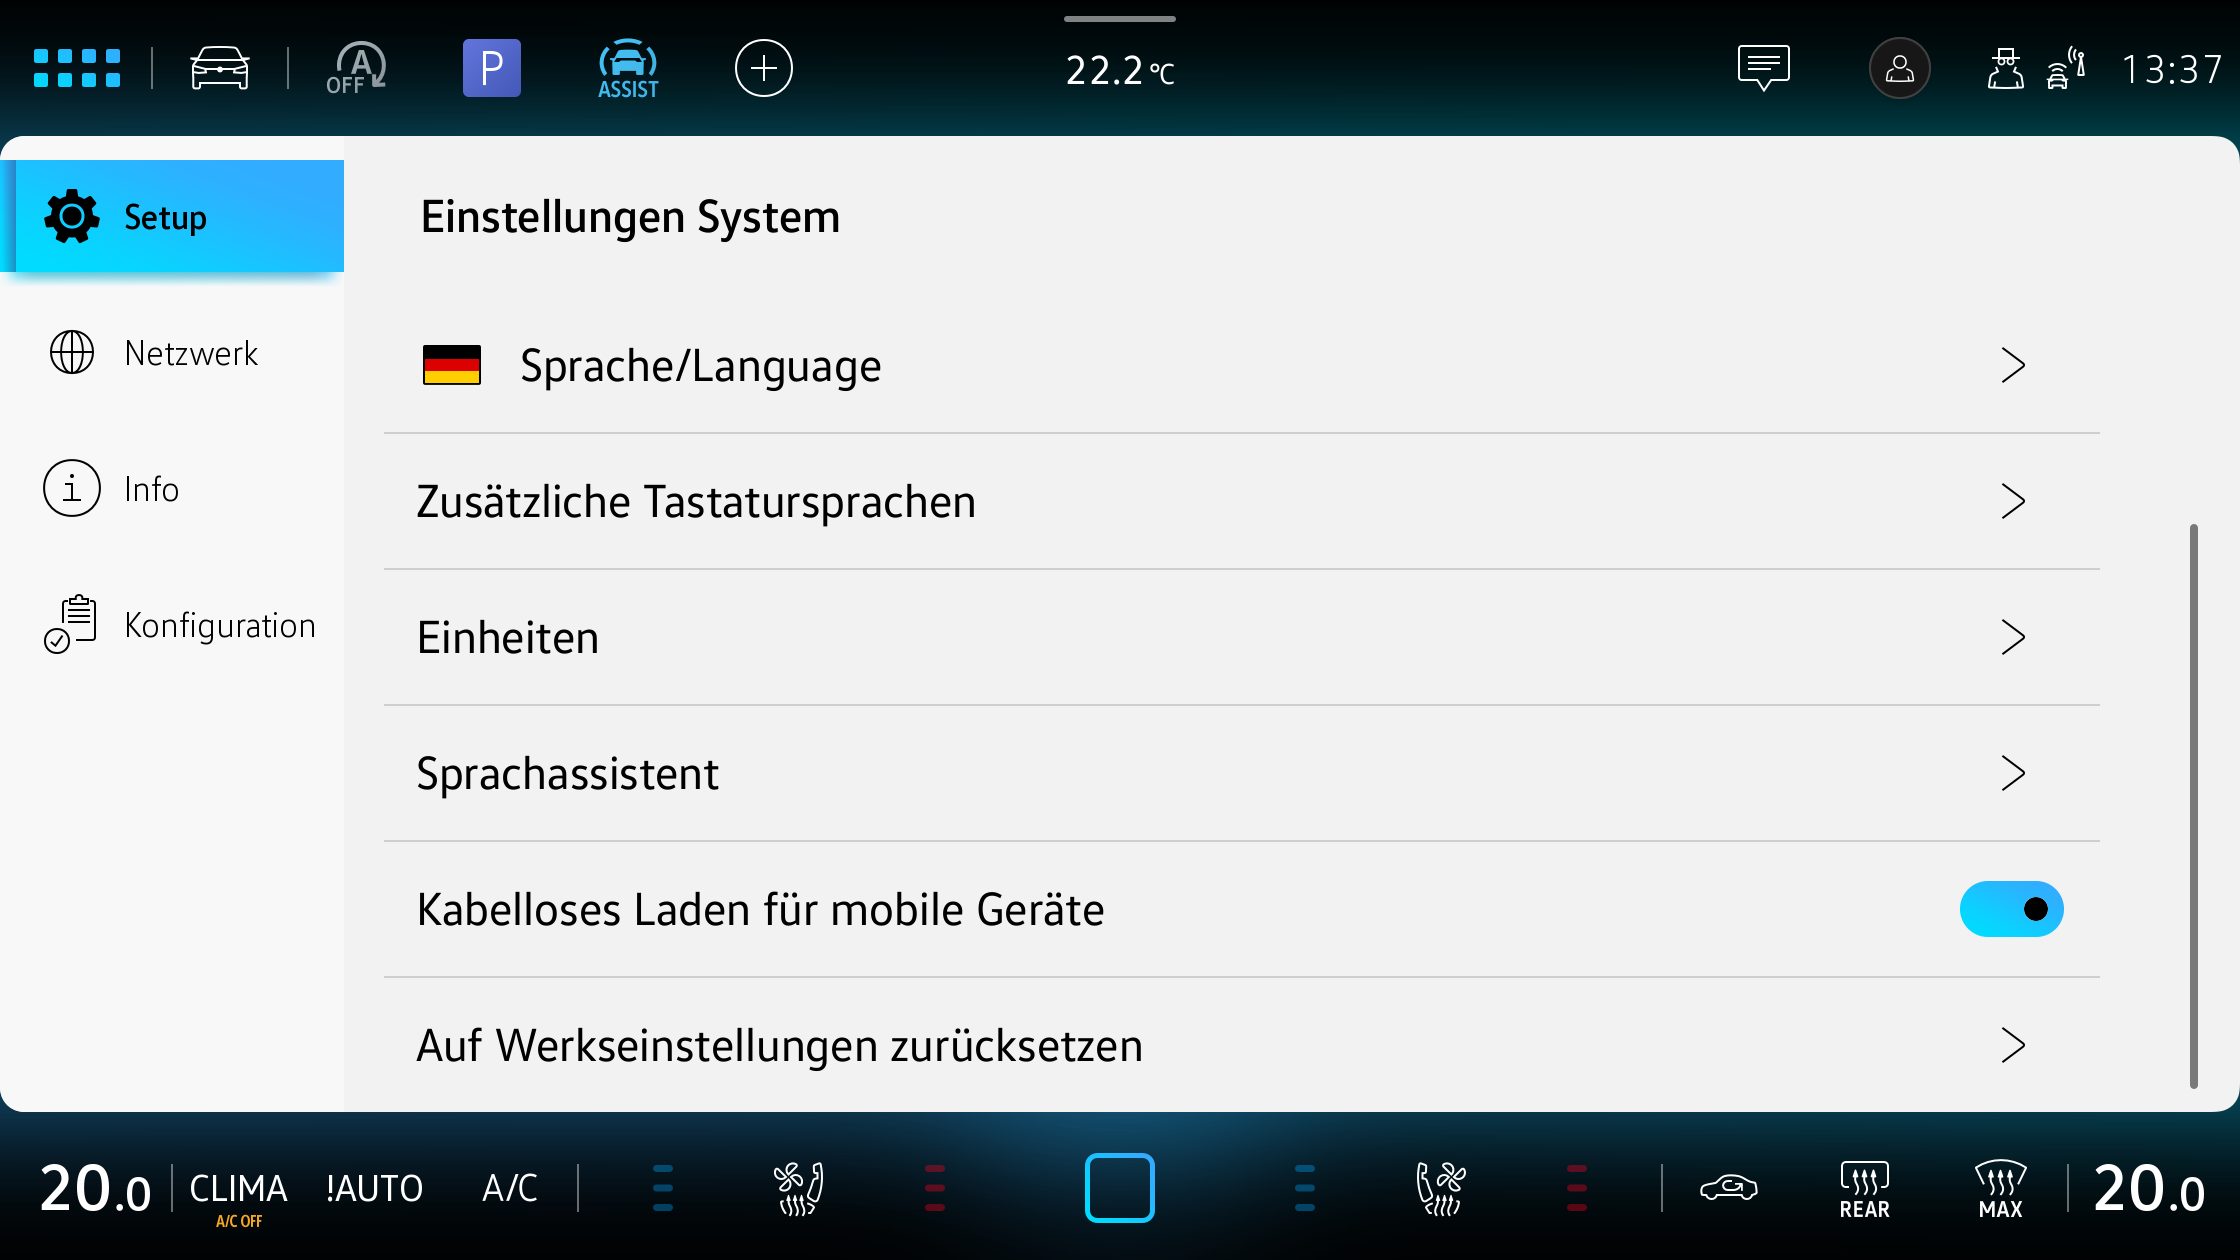 A
OFF
P
ASSIST
22.2 °C
13:37
Setup
Netzwerk
Info
Konfiguration
Einstellungen System
Sprache/Language
Zusätzliche Tastatursprachen
Einheiten
Sprachassistent
Kabelloses Laden für mobile Geräte
Auf Werkseinstellungen zurücksetzen
20.0
CLIMA
A/C OFF
!AUTO
A/C
REAR
MAX
20.0